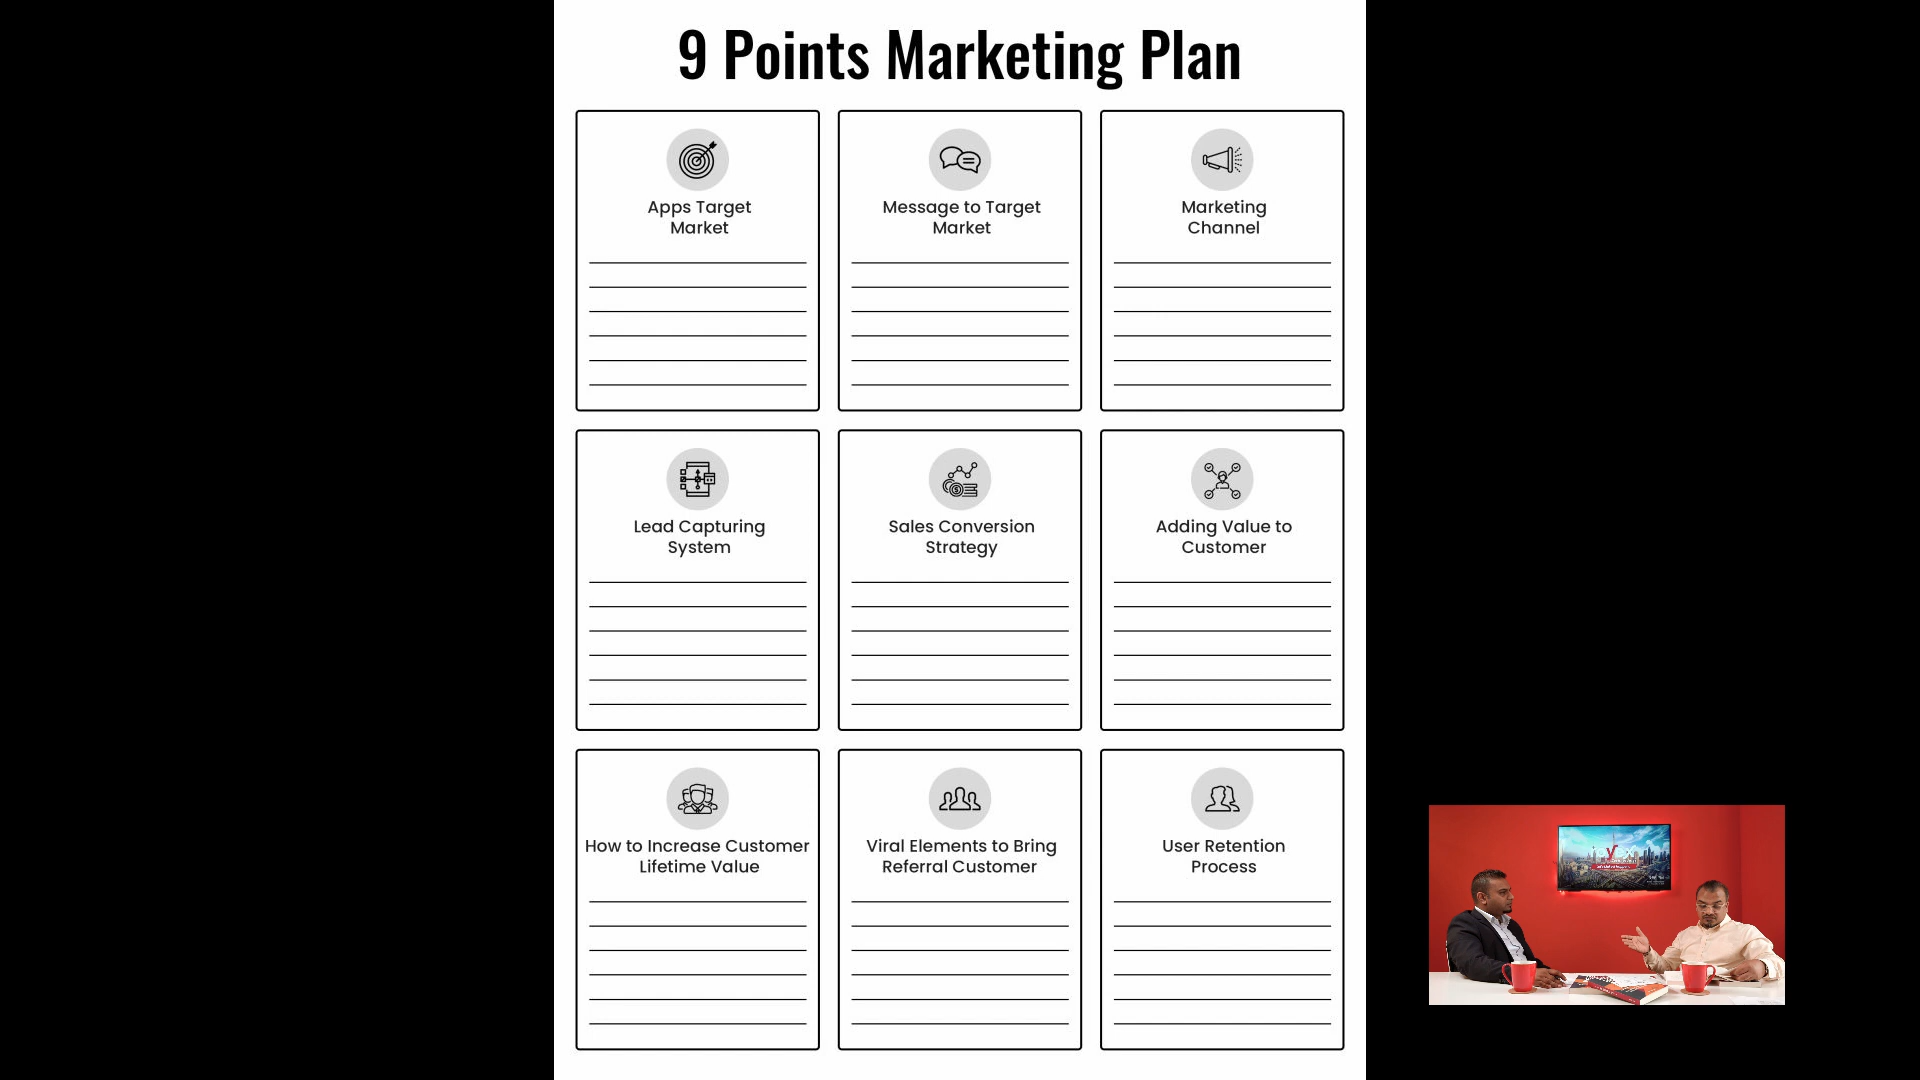 9 Points Marketing Plan
Apps Target
Market
Message to Target
Market
Marketing
Channel
Lead Capturing
System
Sales Conversion
Strategy
Adding Value to
Customer
How to Increase Customer
Lifetime Value
Viral Elements to Bring
Referral Customer
User Retention
Process